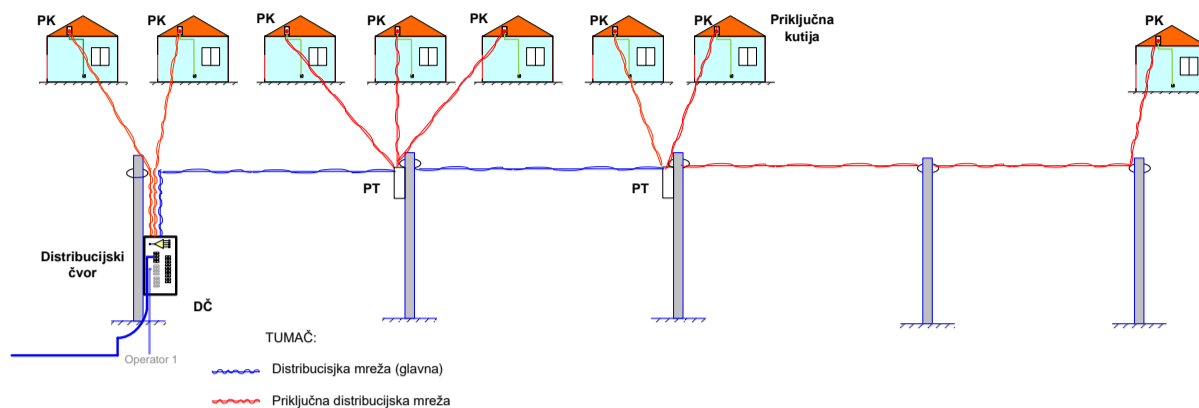 PK
PK
PK
PK
PK
PK
PK
Priključna
kutija
PK
PT
PT
Distribucijski
čvor
DČ
Operator 1
TUMAČ:
Distribucisjka mreža (glavna)
Priključna distribucijska mreža